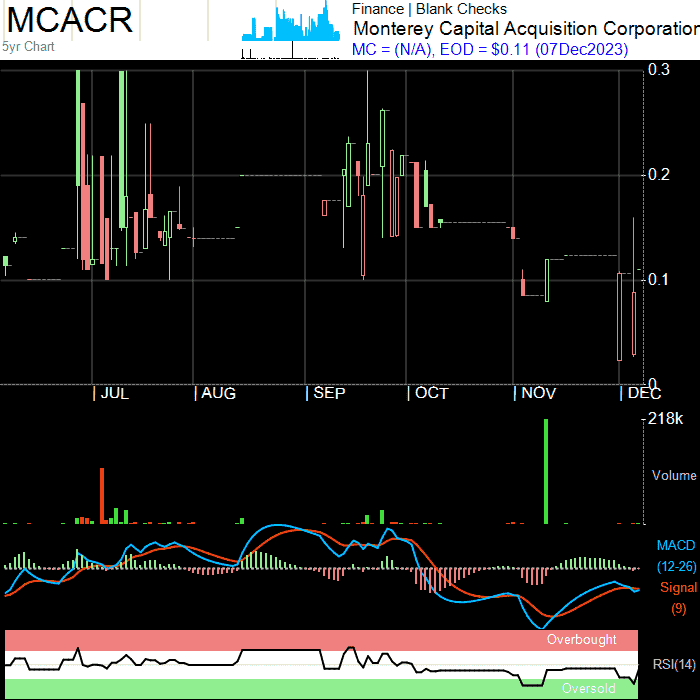 MCACR
5yr Chart
Finance | Blank Checks
Monterey Capital Acquisition Corporation
MC = (N/A), EOD = $0.11 (07Dec2023)
0.3
0.2
0.1
0
JUL AUG SEP OCT NOV DEC
218k
Volume
MACD
(12-26)
Signal
(9)
Overbought
RSI(14)
Oversold